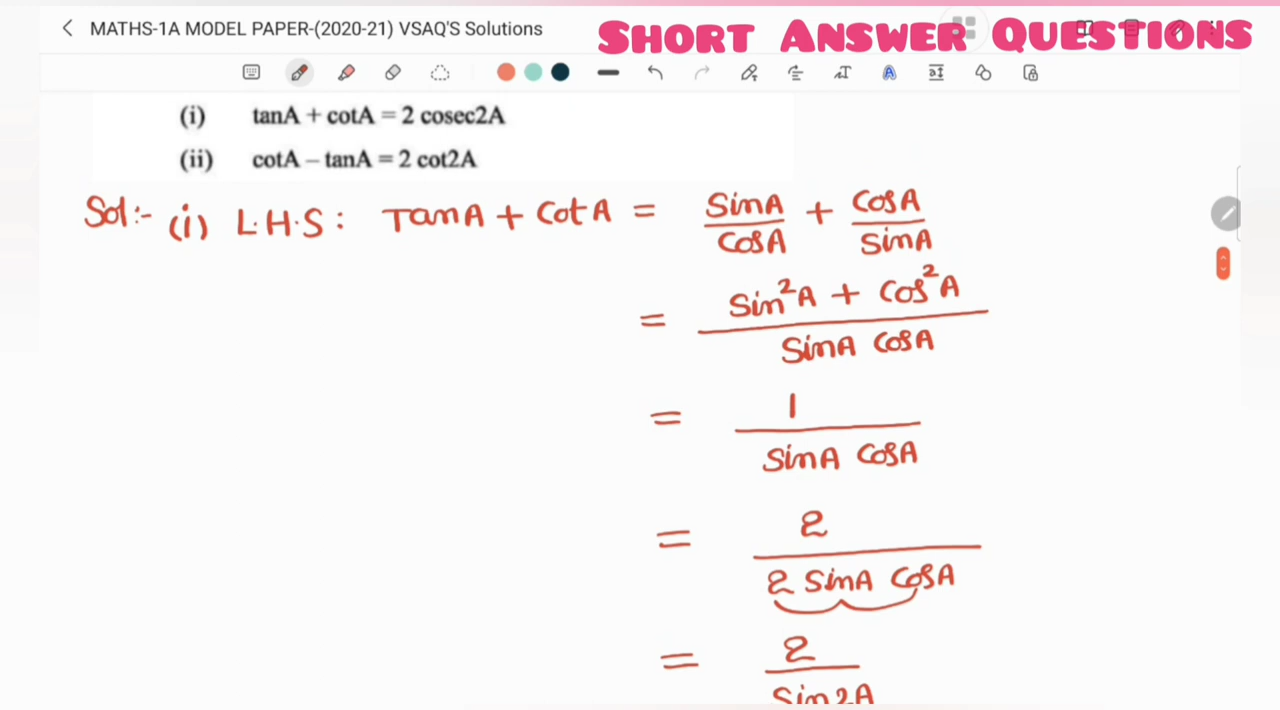 MATHS-1A MODEL PAPER-(2020-21) VSAQ'S Solutions
SHORT ANSWER QUESTIONS
(i) tanA + cotA = 2 cosec2A
(ii) cotA – tanA = 2 cot2A
Sol:- (i) L.H.S: TanA + CotA = SinA/CosA + CosA/SinA
= Sin²A + Cos²A / SinA CosA
= 1 / SinA CosA
= 2 / 2 SinA CosA
= 2 / Sin2A